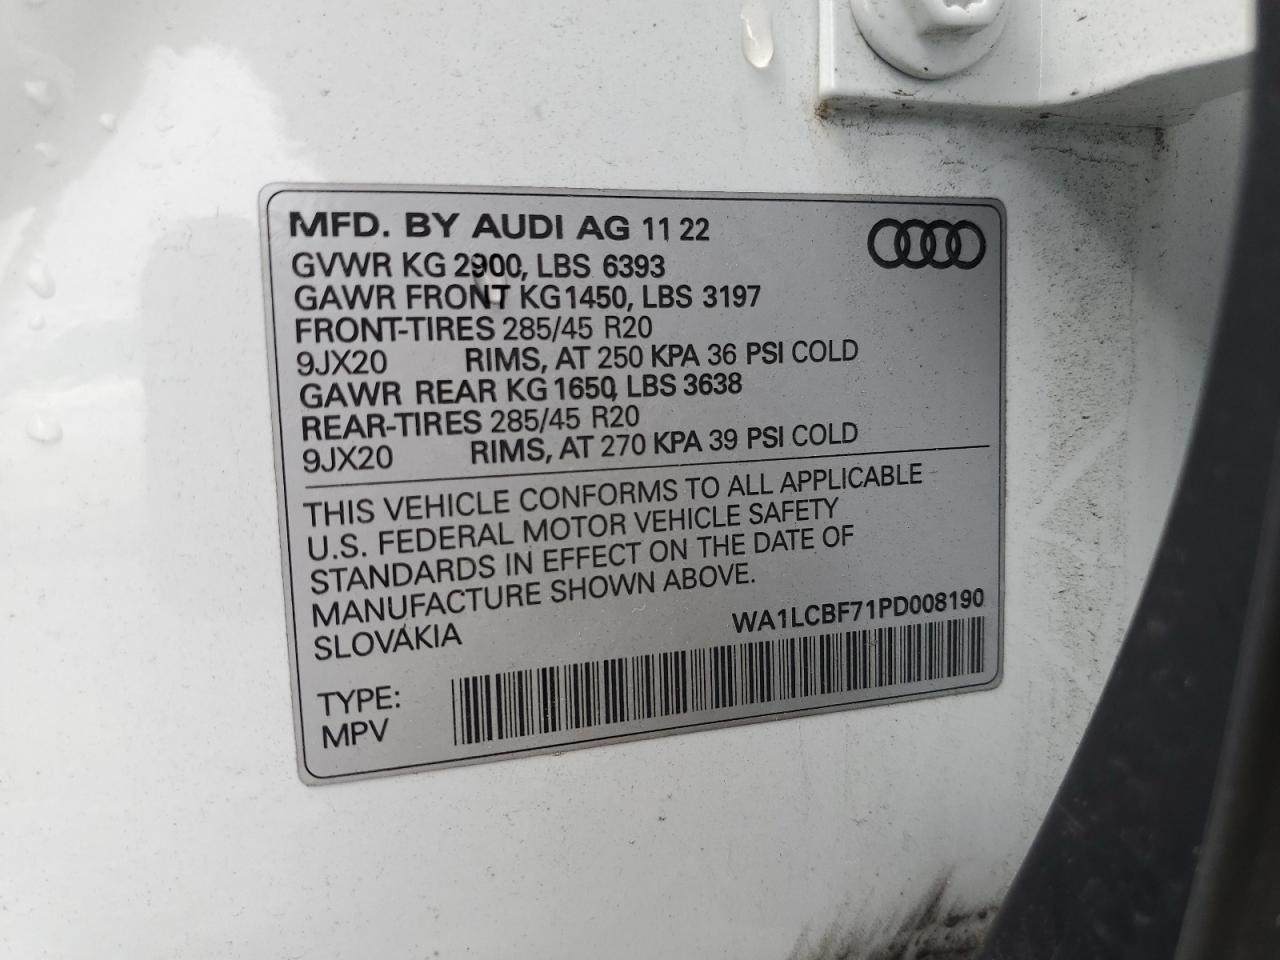 MFD. BY AUDI AG 11 22
GVWR KG 2900, LBS 6393
GAWR FRONT KG 1450, LBS 3197
FRONT-TIRES 285/45 R20
9JX20 RIMS, AT 250 KPA 36 PSI COLD
GAWR REAR KG 1650, LBS 3638
REAR-TIRES 285/45 R20
9JX20 RIMS, AT 270 KPA 39 PSI COLD
THIS VEHICLE CONFORMS TO ALL APPLICABLE
U.S. FEDERAL MOTOR VEHICLE SAFETY
STANDARDS IN EFFECT ON THE DATE OF
MANUFACTURE SHOWN ABOVE.
SLOVAKIA
WA1LCBF71PD008190
TYPE:
MPV